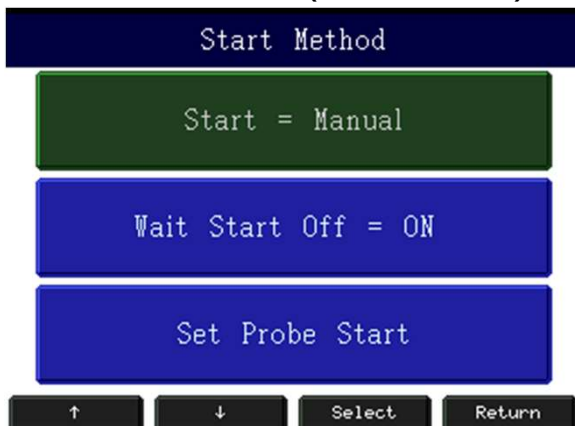 Start Method
Start = Manual
Wait Start Off = ON
Set Probe Start
↑ ↓ Select Return